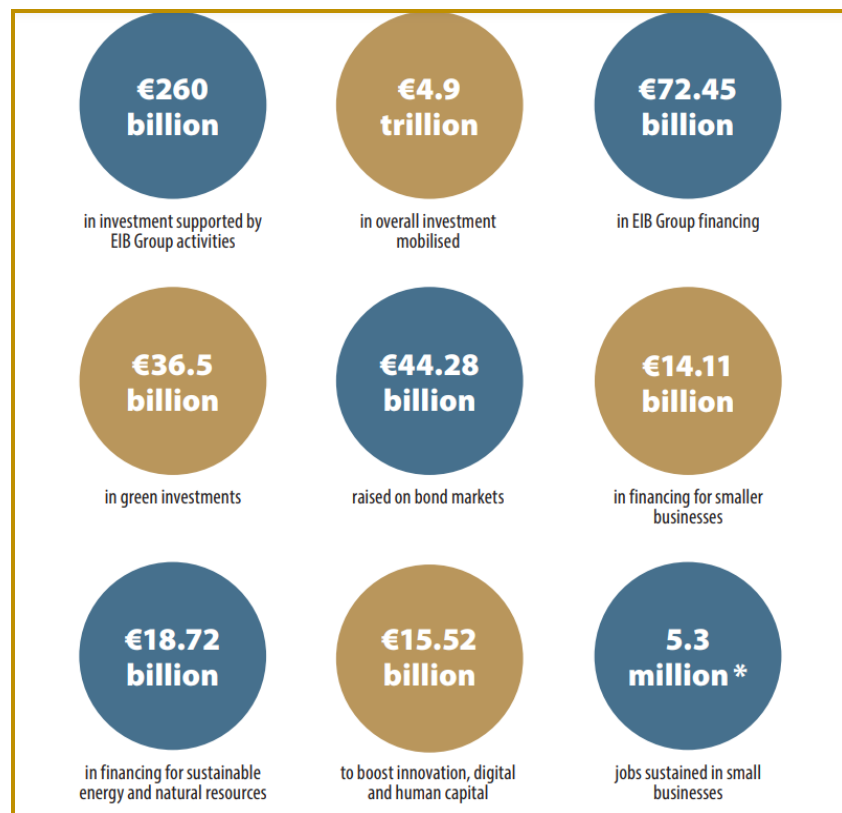 €260
billion
in investment supported by
EIB Group activities
€4.9
trillion
in overall investment
mobilised
€72.45
billion
in EIB Group financing
€36.5
billion
in green investments
€44.28
billion
raised on bond markets
€14.11
billion
in financing for smaller
businesses
€18.72
billion
in financing for sustainable
energy and natural resources
€15.52
billion
to boost innovation, digital
and human capital
5.3
million *
jobs sustained in small
businesses